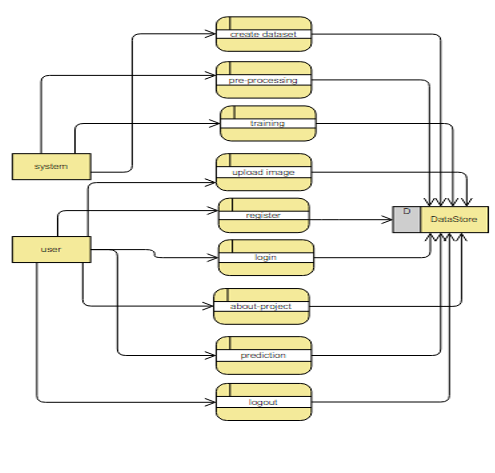 create dataset
pre-processing
training
system
upload image
register
D
DataStore
user
login
about-project
prediction
logout